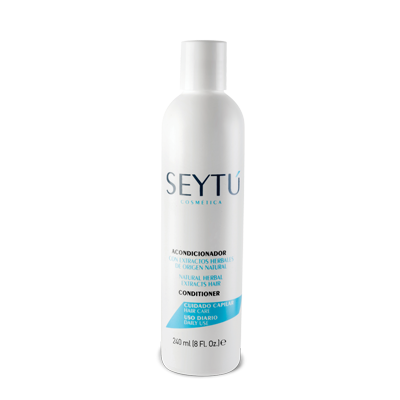 SEYTÚ
COSMÉTICA
ACONDICIONADOR
CON EXTRACTOS HERBALES
DE ORIGEN NATURAL
NATURAL HERBAL
EXTRACTS HAIR
CONDITIONER
CUIDADO CAPILAR
HAIR CARE
USO DIARIO
DAILY USE
240 ml (8 Fl. Oz.) ℮